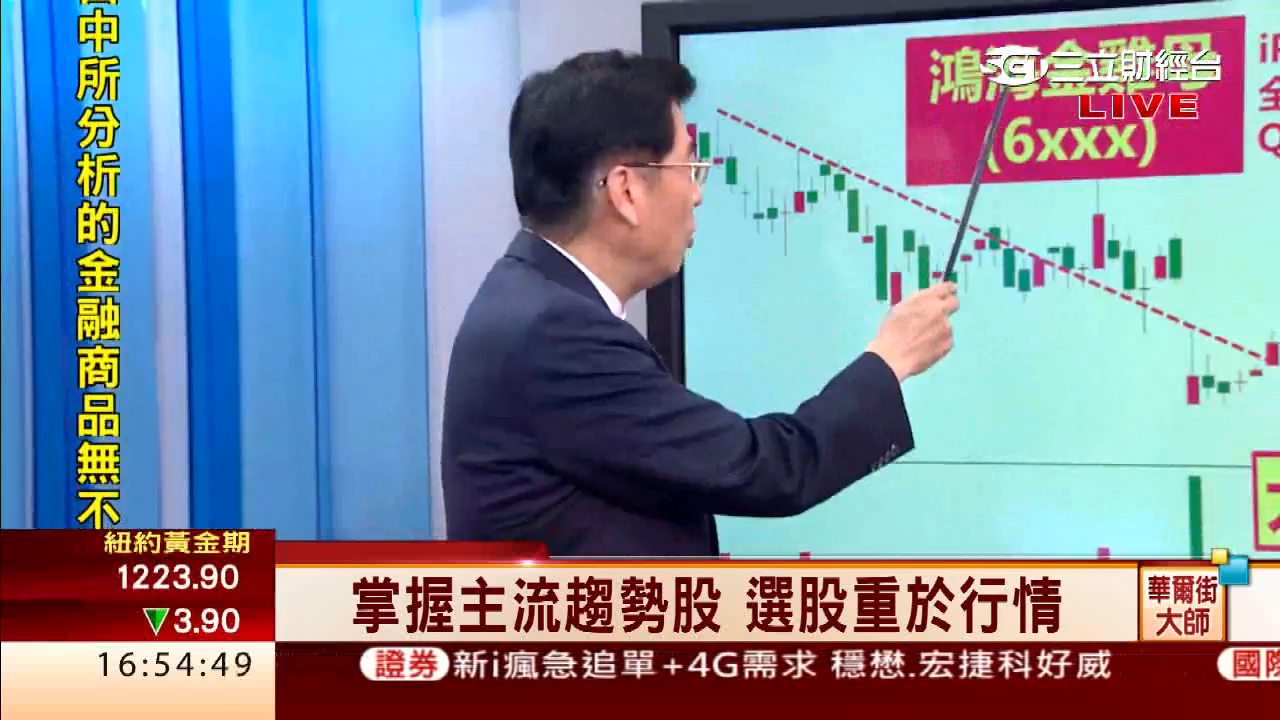 中所分析的金融商品無不
鴻海金雞母
(6xxx)
三立財經台
LIVE
iP
全
Q
紐約黃金期
1223.90
▼3.90
16:54:49
掌握主流趨勢股 選股重於行情
華爾街
大師
證券 新i瘋急追單+4G需求 穩懋.宏捷科好威
國際